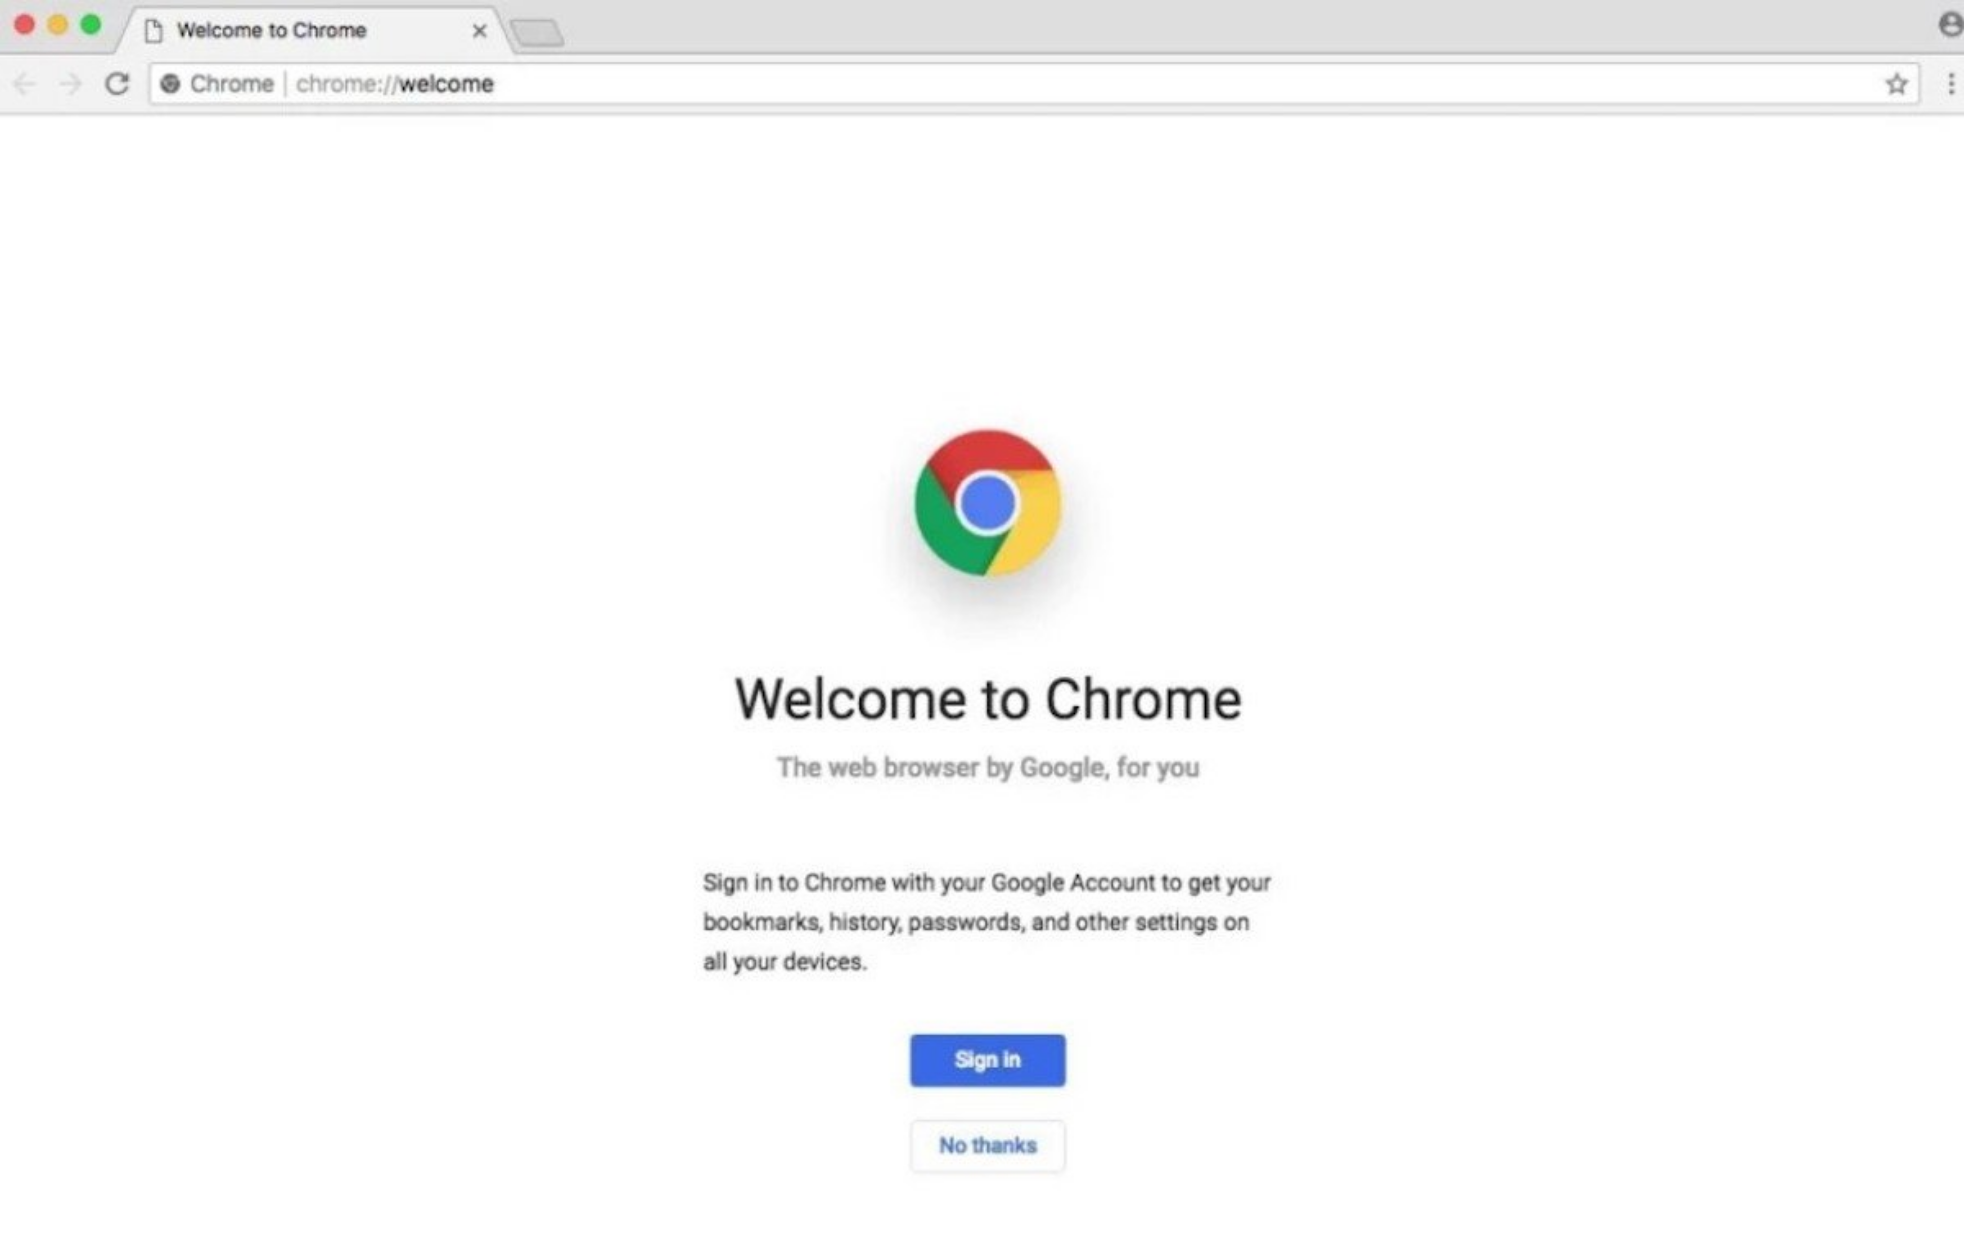 Welcome to Chrome
Chrome | chrome://welcome
Welcome to Chrome
The web browser by Google, for you
Sign in to Chrome with your Google Account to get your
bookmarks, history, passwords, and other settings on
all your devices.
Sign in
No thanks